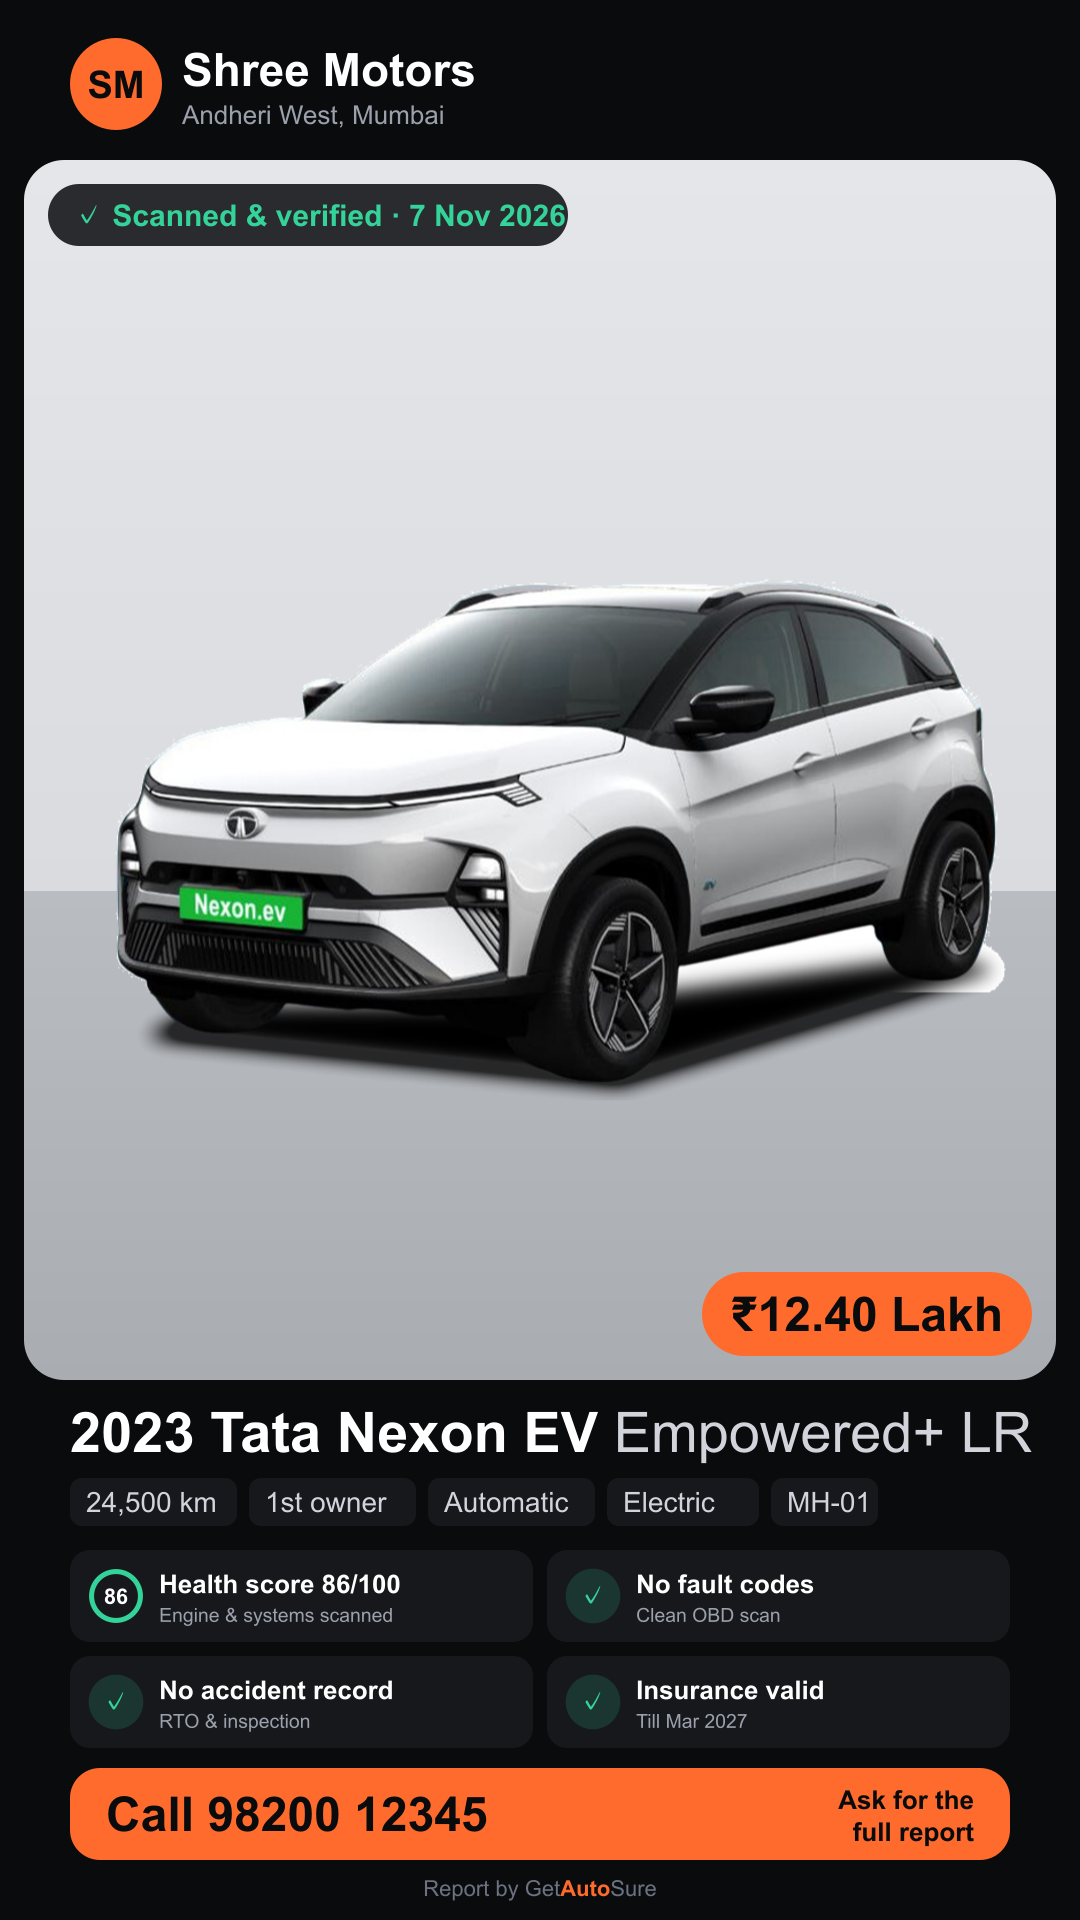 SM
Shree Motors
Andheri West, Mumbai
✓ Scanned & verified · 7 Nov 2026
Nexon.ev
₹12.40 Lakh
2023 Tata Nexon EV Empowered+ LR
24,500 km 1st owner Automatic Electric MH-01
86
Health score 86/100
Engine & systems scanned
✓
No fault codes
Clean OBD scan
✓
No accident record
RTO & inspection
✓
Insurance valid
Till Mar 2027
Call 98200 12345
Ask for the
full report
Report by GetAutoSure